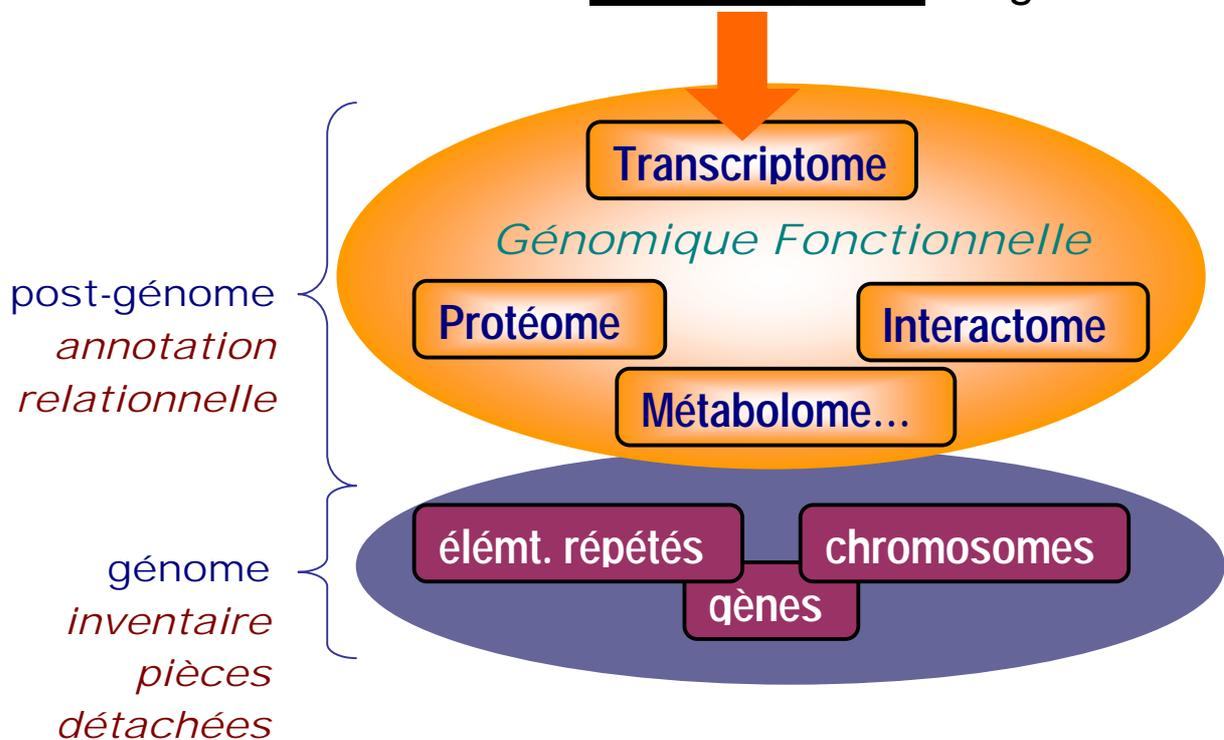 Transcriptome
Génomique Fonctionnelle
post-génome
annotation
relationnelle
Protéome
Interactome
Métabolome...
élémt. répétés
chromosomes
gènes
génome
inventaire
pièces
détachées